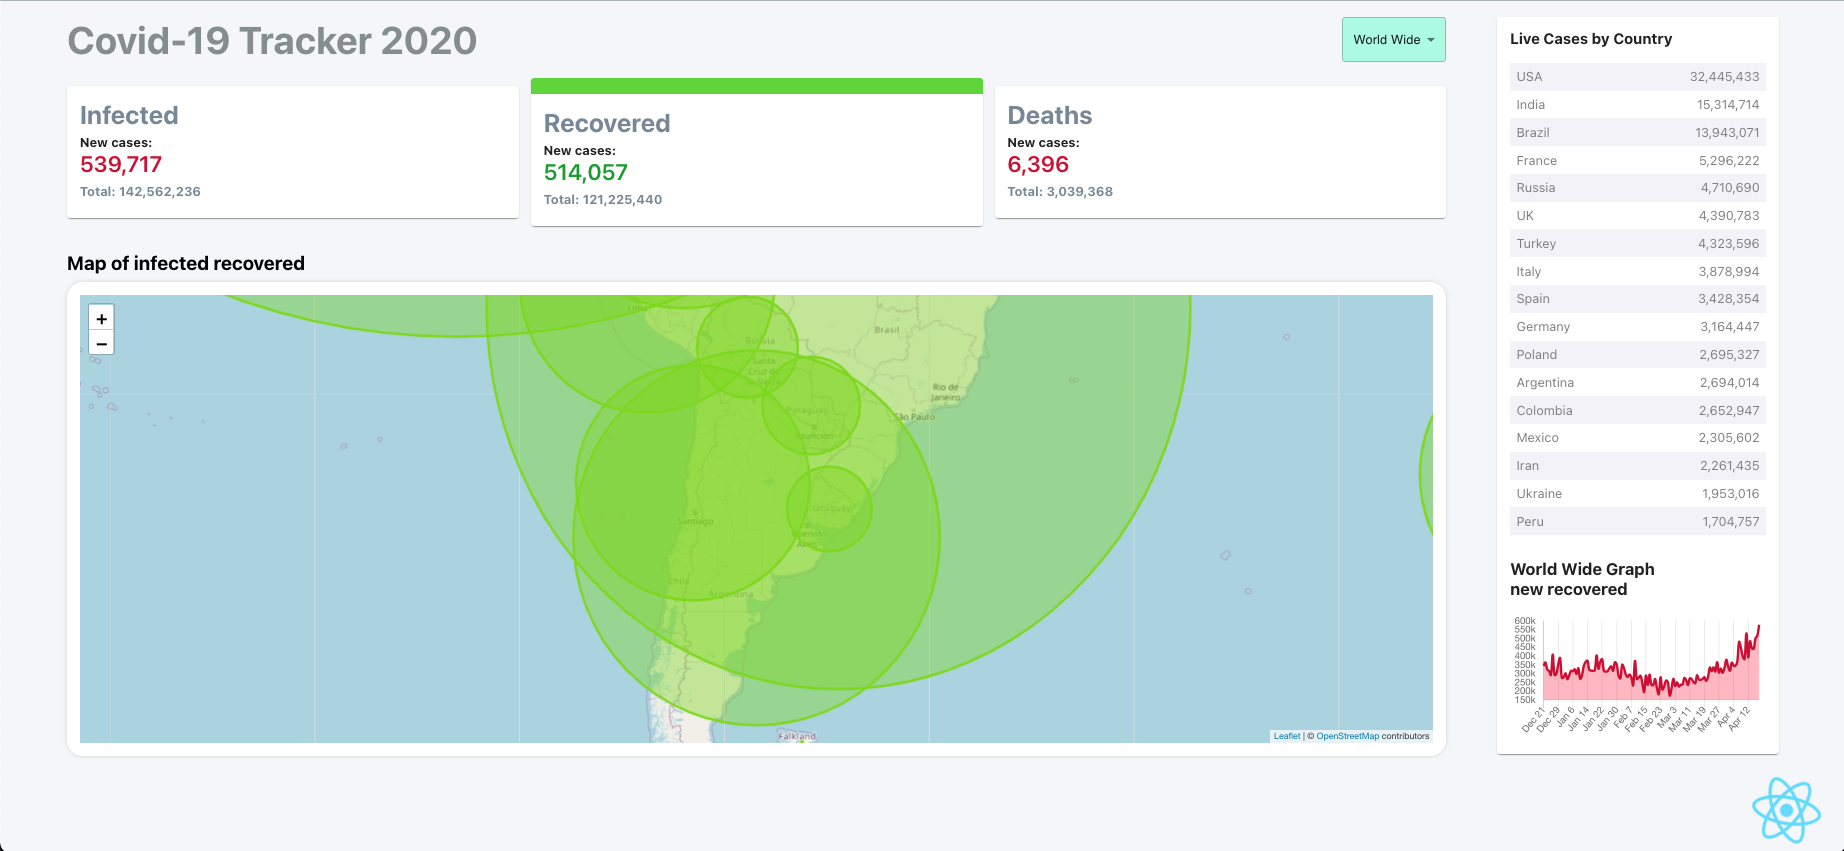 Covid-19 Tracker 2020
World Wide
Infected
New cases:
539,717
Total: 142,562,236
Recovered
New cases:
514,057
Total: 121,225,440
Deaths
New cases:
6,396
Total: 3,039,368
Map of infected recovered
+
−
Lima
Brasil
Bolivia
Santa
Cruz de
la Sierra
Rio de
Janeiro
São Paulo
Paraguay
Asunción
Uruguay
Santiago
Buenos
Aires
Chile
Argentina
Falkland
Leaflet | © OpenStreetMap contributors
Live Cases by Country
USA 32,445,433
India 15,314,714
Brazil 13,943,071
France 5,296,222
Russia 4,710,690
UK 4,390,783
Turkey 4,323,596
Italy 3,878,994
Spain 3,428,354
Germany 3,164,447
Poland 2,695,327
Argentina 2,694,014
Colombia 2,652,947
Mexico 2,305,602
Iran 2,261,435
Ukraine 1,953,016
Peru 1,704,757
World Wide Graph
new recovered
600k
550k
500k
450k
400k
350k
300k
250k
200k
150k
Dec 21
Dec 29
Jan 6
Jan 14
Jan 22
Jan 30
Feb 7
Feb 15
Feb 23
Mar 3
Mar 11
Mar 19
Mar 27
Apr 4
Apr 12